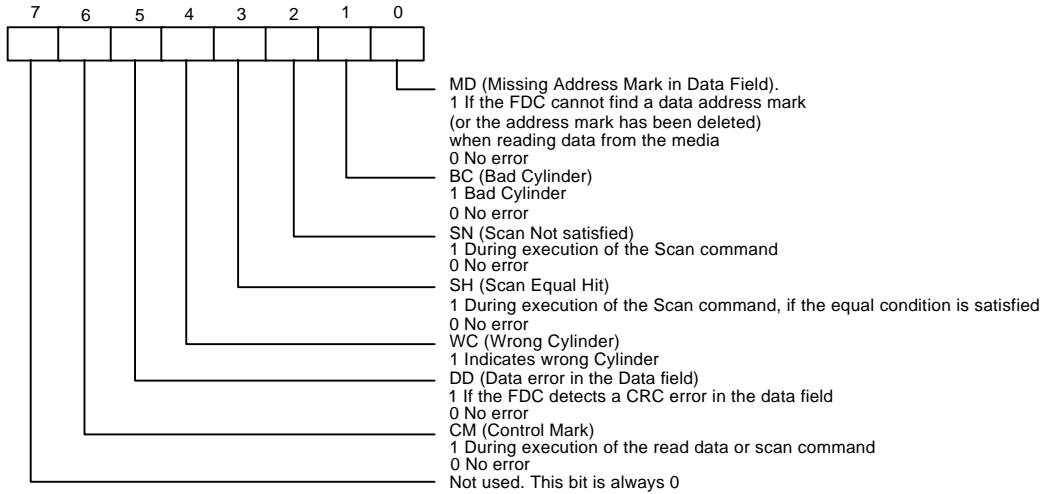 7 6 5 4 3 2 1 0
MD (Missing Address Mark in Data Field).
1 If the FDC cannot find a data address mark
(or the address mark has been deleted)
when reading data from the media
0 No error
BC (Bad Cylinder)
1 Bad Cylinder
0 No error
SN (Scan Not satisfied)
1 During execution of the Scan command
0 No error
SH (Scan Equal Hit)
1 During execution of the Scan command, if the equal condition is satisfied
0 No error
WC (Wrong Cylinder)
1 Indicates wrong Cylinder
DD (Data error in the Data field)
1 If the FDC detects a CRC error in the data field
0 No error
CM (Control Mark)
1 During execution of the read data or scan command
0 No error
Not used. This bit is always 0